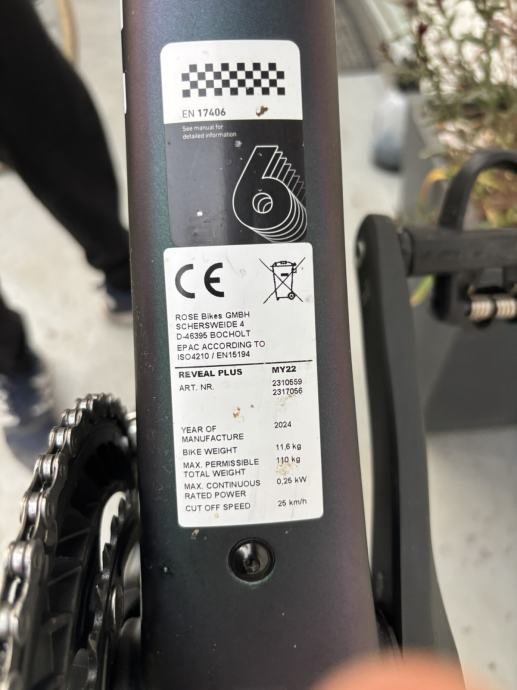 EN 17406
See manual for
detailed information
6
CE
ROSE Bikes GMBH
SCHERSWEIDE 4
D-46395 BOCHOLT
EPAC ACCORDING TO
ISO4210 / EN15194
REVEAL PLUS MY22
ART. NR. 2310559
2317056
YEAR OF
MANUFACTURE 2024
BIKE WEIGHT 11,6 kg
MAX. PERMISSIBLE
TOTAL WEIGHT 110 kg
MAX. CONTINUOUS
RATED POWER 0,25 kW
CUT OFF SPEED 25 km/h